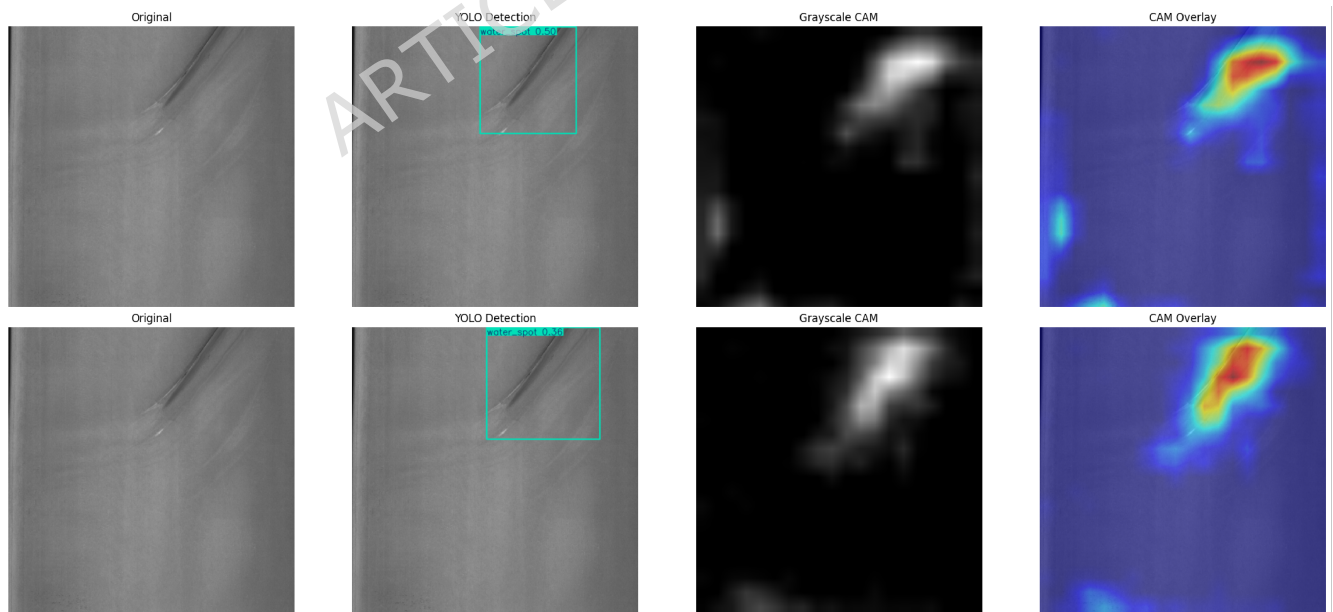 Original YOLO Detection Grayscale CAM CAM Overlay
water_spot 0.50
ARTIC
Original YOLO Detection Grayscale CAM CAM Overlay
water_spot 0.36